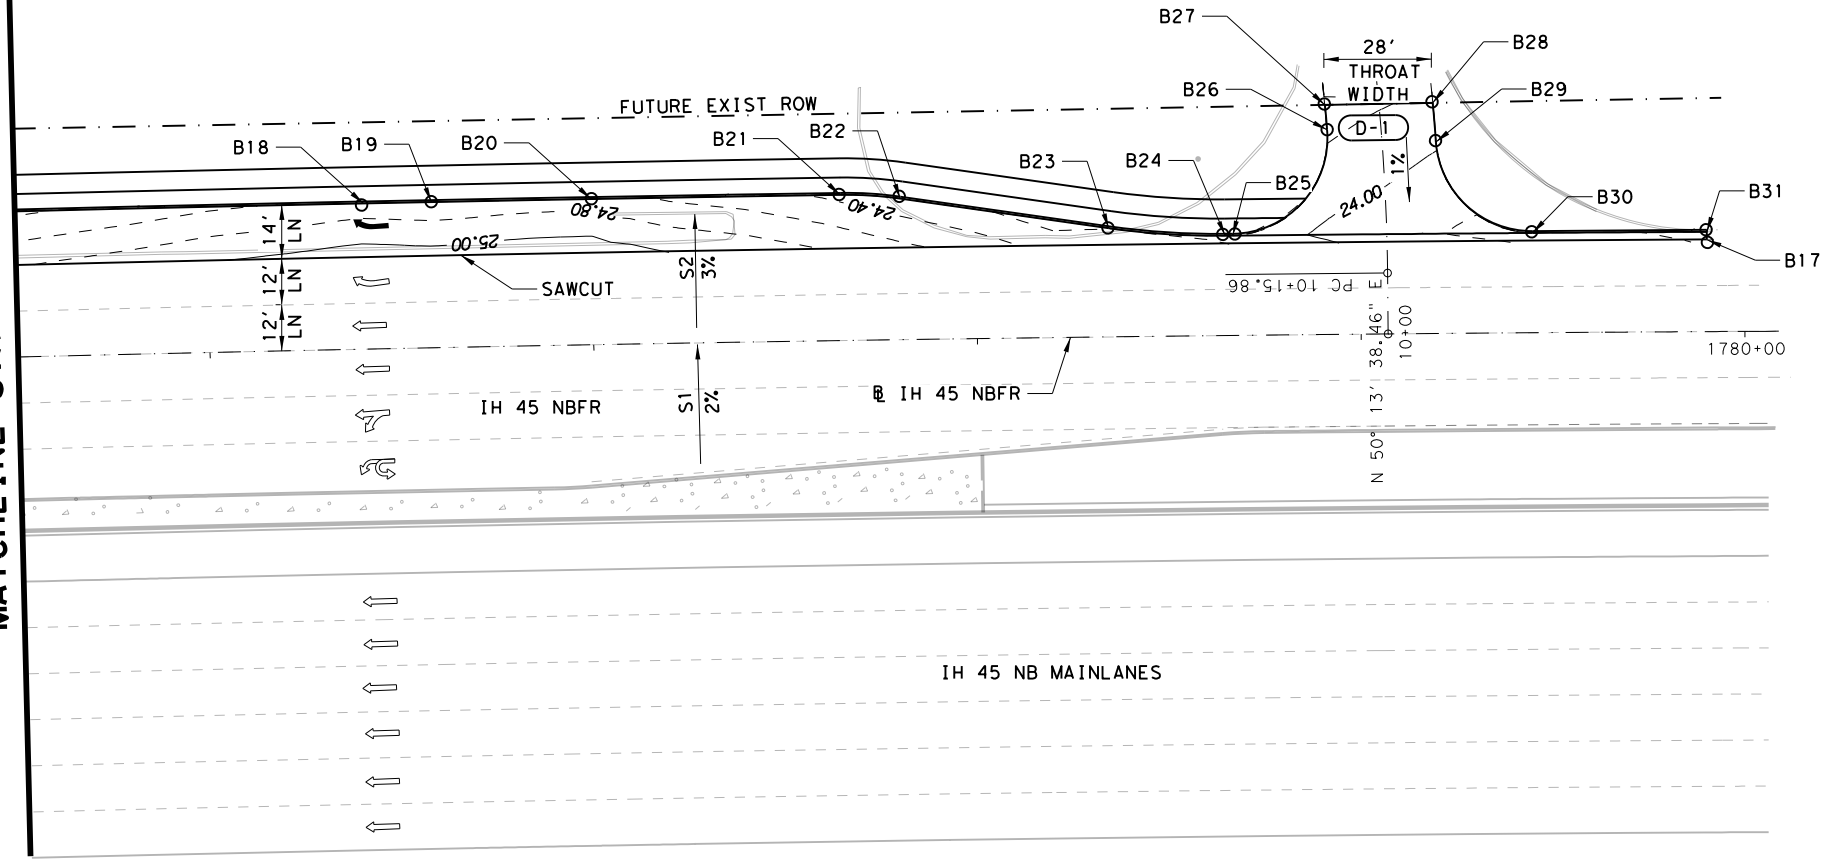 B27
28'
B28
THROAT
WIDTH
B26
B29
FUTURE EXIST ROW
D-1
B18
B19
B20
B21
B22
B23
B24
B25
1%
24.00
B30
B31
B17
24.80
24.40
25.00
14'
LN
12'
LN
12'
LN
SAWCUT
S2
3%
PC 10+15.86
N 50° 13' 38.46" E
10+00
1780+00
IH 45 NBFR
S1
2%
BL IH 45 NBFR
IH 45 NB MAINLANES